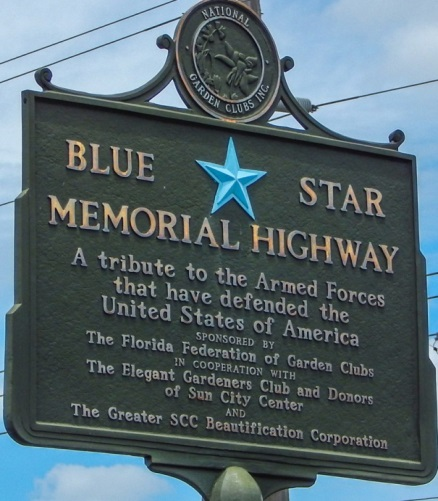 NATIONAL
GARDEN CLUBS INC.
BLUE STAR
MEMORIAL HIGHWAY
A tribute to the Armed Forces
that have defended the
United States of America
SPONSORED BY
The Florida Federation of Garden Clubs
IN COOPERATION WITH
The Elegant Gardeners Club and Donors
of Sun City Center
AND
The Greater SCC Beautification Corporation